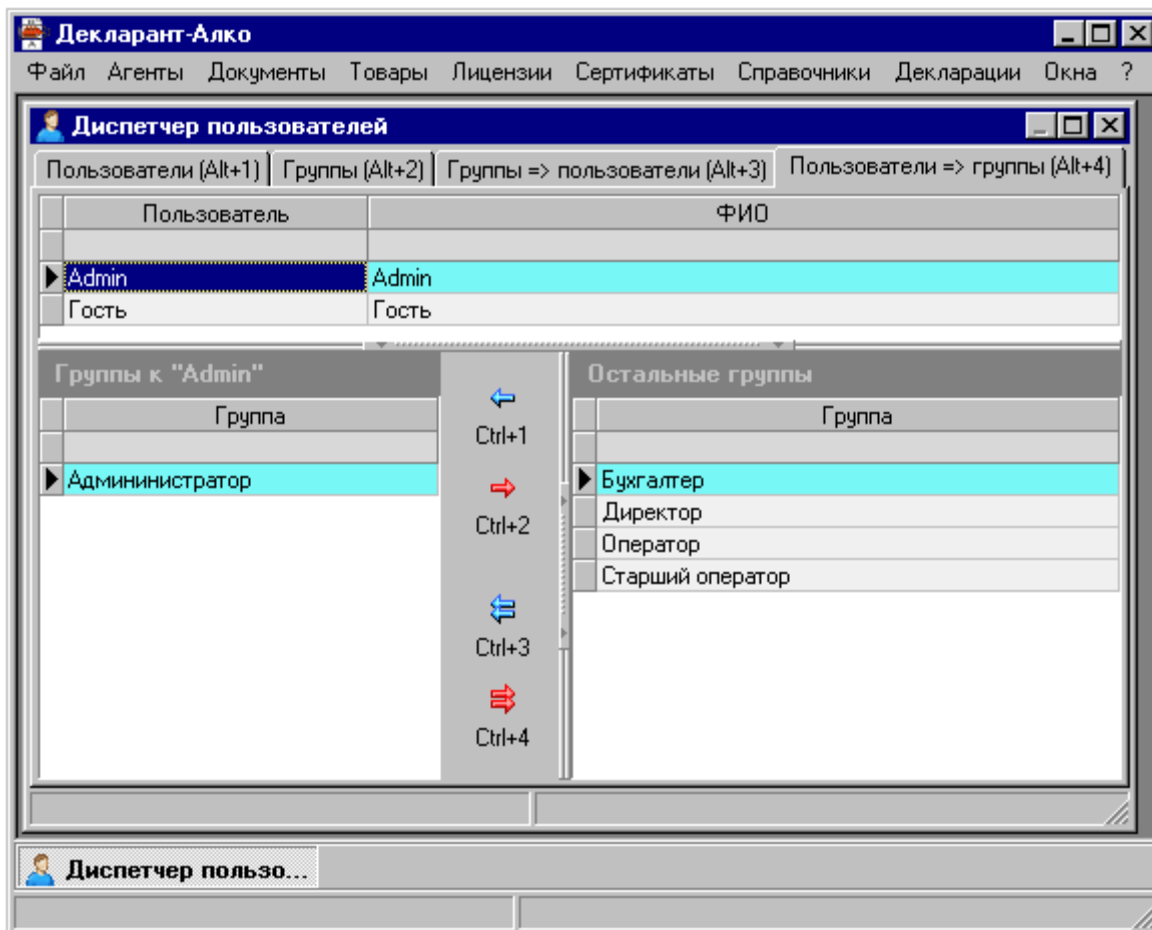 Декларант-Алко
Файл Агенты Документы Товары Лицензии Сертификаты Справочники Декларации Окна ?
Диспетчер пользователей
Пользователи (Alt+1) Группы (Alt+2) Группы => пользователи (Alt+3) Пользователи => группы (Alt+4)
Пользователь ФИО
Admin Admin
Гость Гость
Группы к "Admin"
Группа
Админинистратор
Ctrl+1
Ctrl+2
Ctrl+3
Ctrl+4
Остальные группы
Группа
Бухгалтер
Директор
Оператор
Старший оператор
Диспетчер пользо...